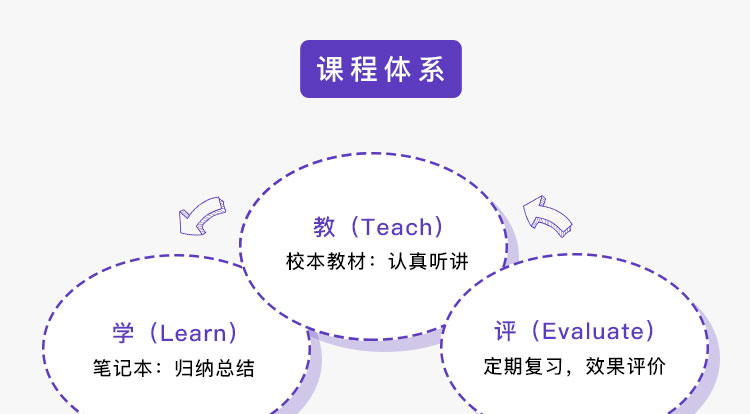 课程体系
教（Teach）
校本教材：认真听讲
学（Learn）
笔记本：归纳总结
评（Evaluate）
定期复习，效果评价